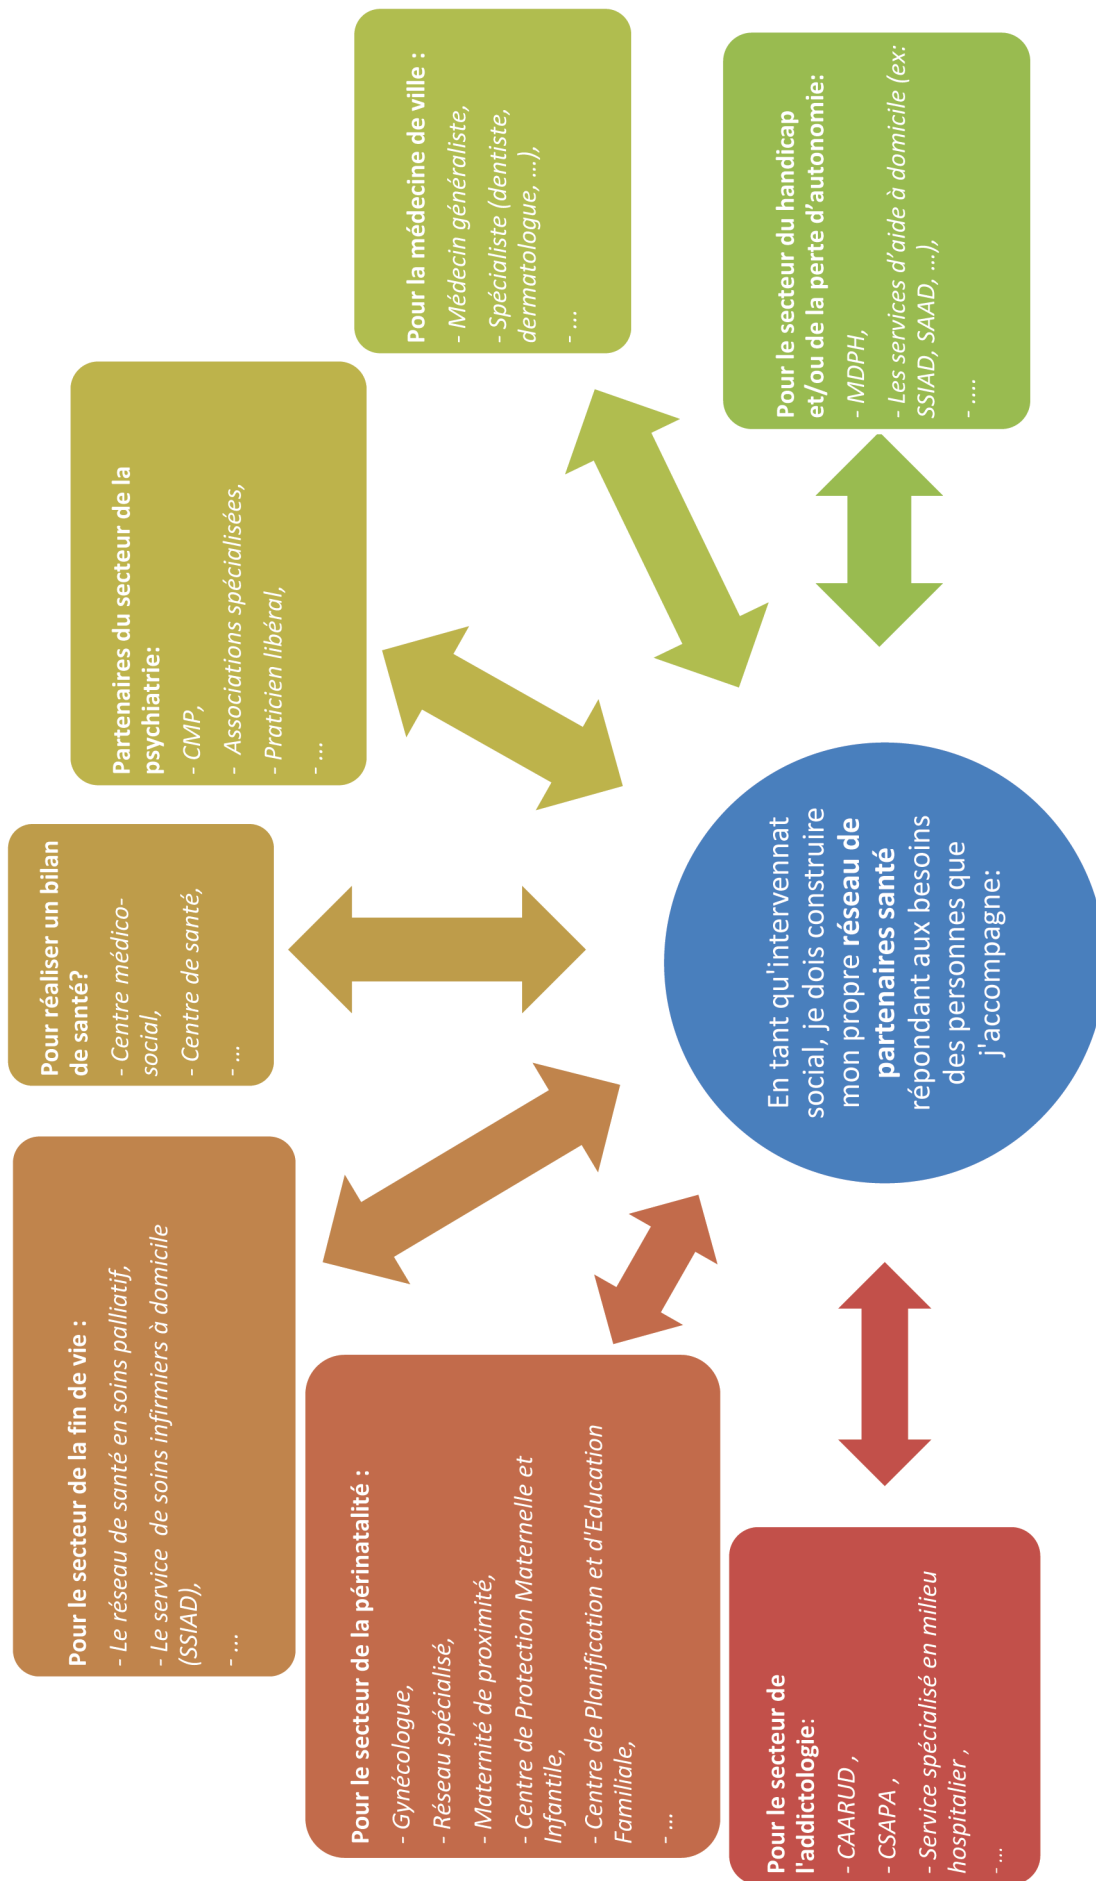 Pour le secteur de
l'addictologie:
- CAARUD ,
- CSAPA ,
- Service spécialisé en milieu
hospitalier ,
- ...
Pour le secteur de la périnatalité :
- Gynécologue,
- Réseau spécialisé,
- Maternité de proximité,
- Centre de Protection Maternelle et
Infantile,
- Centre de Planification et d'Education
Familiale,
- ...
Pour le secteur de la fin de vie :
- Le réseau de santé en soins palliatif,
- Le service  de soins infirmiers à domicile
(SSIAD),
- ...
Pour réaliser un bilan
de santé?
- Centre médico-
social,
- Centre de santé,
- ...
Partenaires du secteur de la
psychiatrie:
- CMP,
- Associations spécialisées,
- Praticien libéral,
- ...
Pour la médecine de ville :
- Médecin généraliste,
- Spécialiste (dentiste,
dermatologue, ...),
- ...
Pour le secteur du handicap
et/ou de la perte d’autonomie:
- MDPH,
- Les services d’aide à domicile (ex:
SSIAD, SAAD, ...),
- ....
En tant qu'intervennat
social, je dois construire
mon propre réseau de
partenaires santé
répondant aux besoins
des personnes que
j'accompagne: